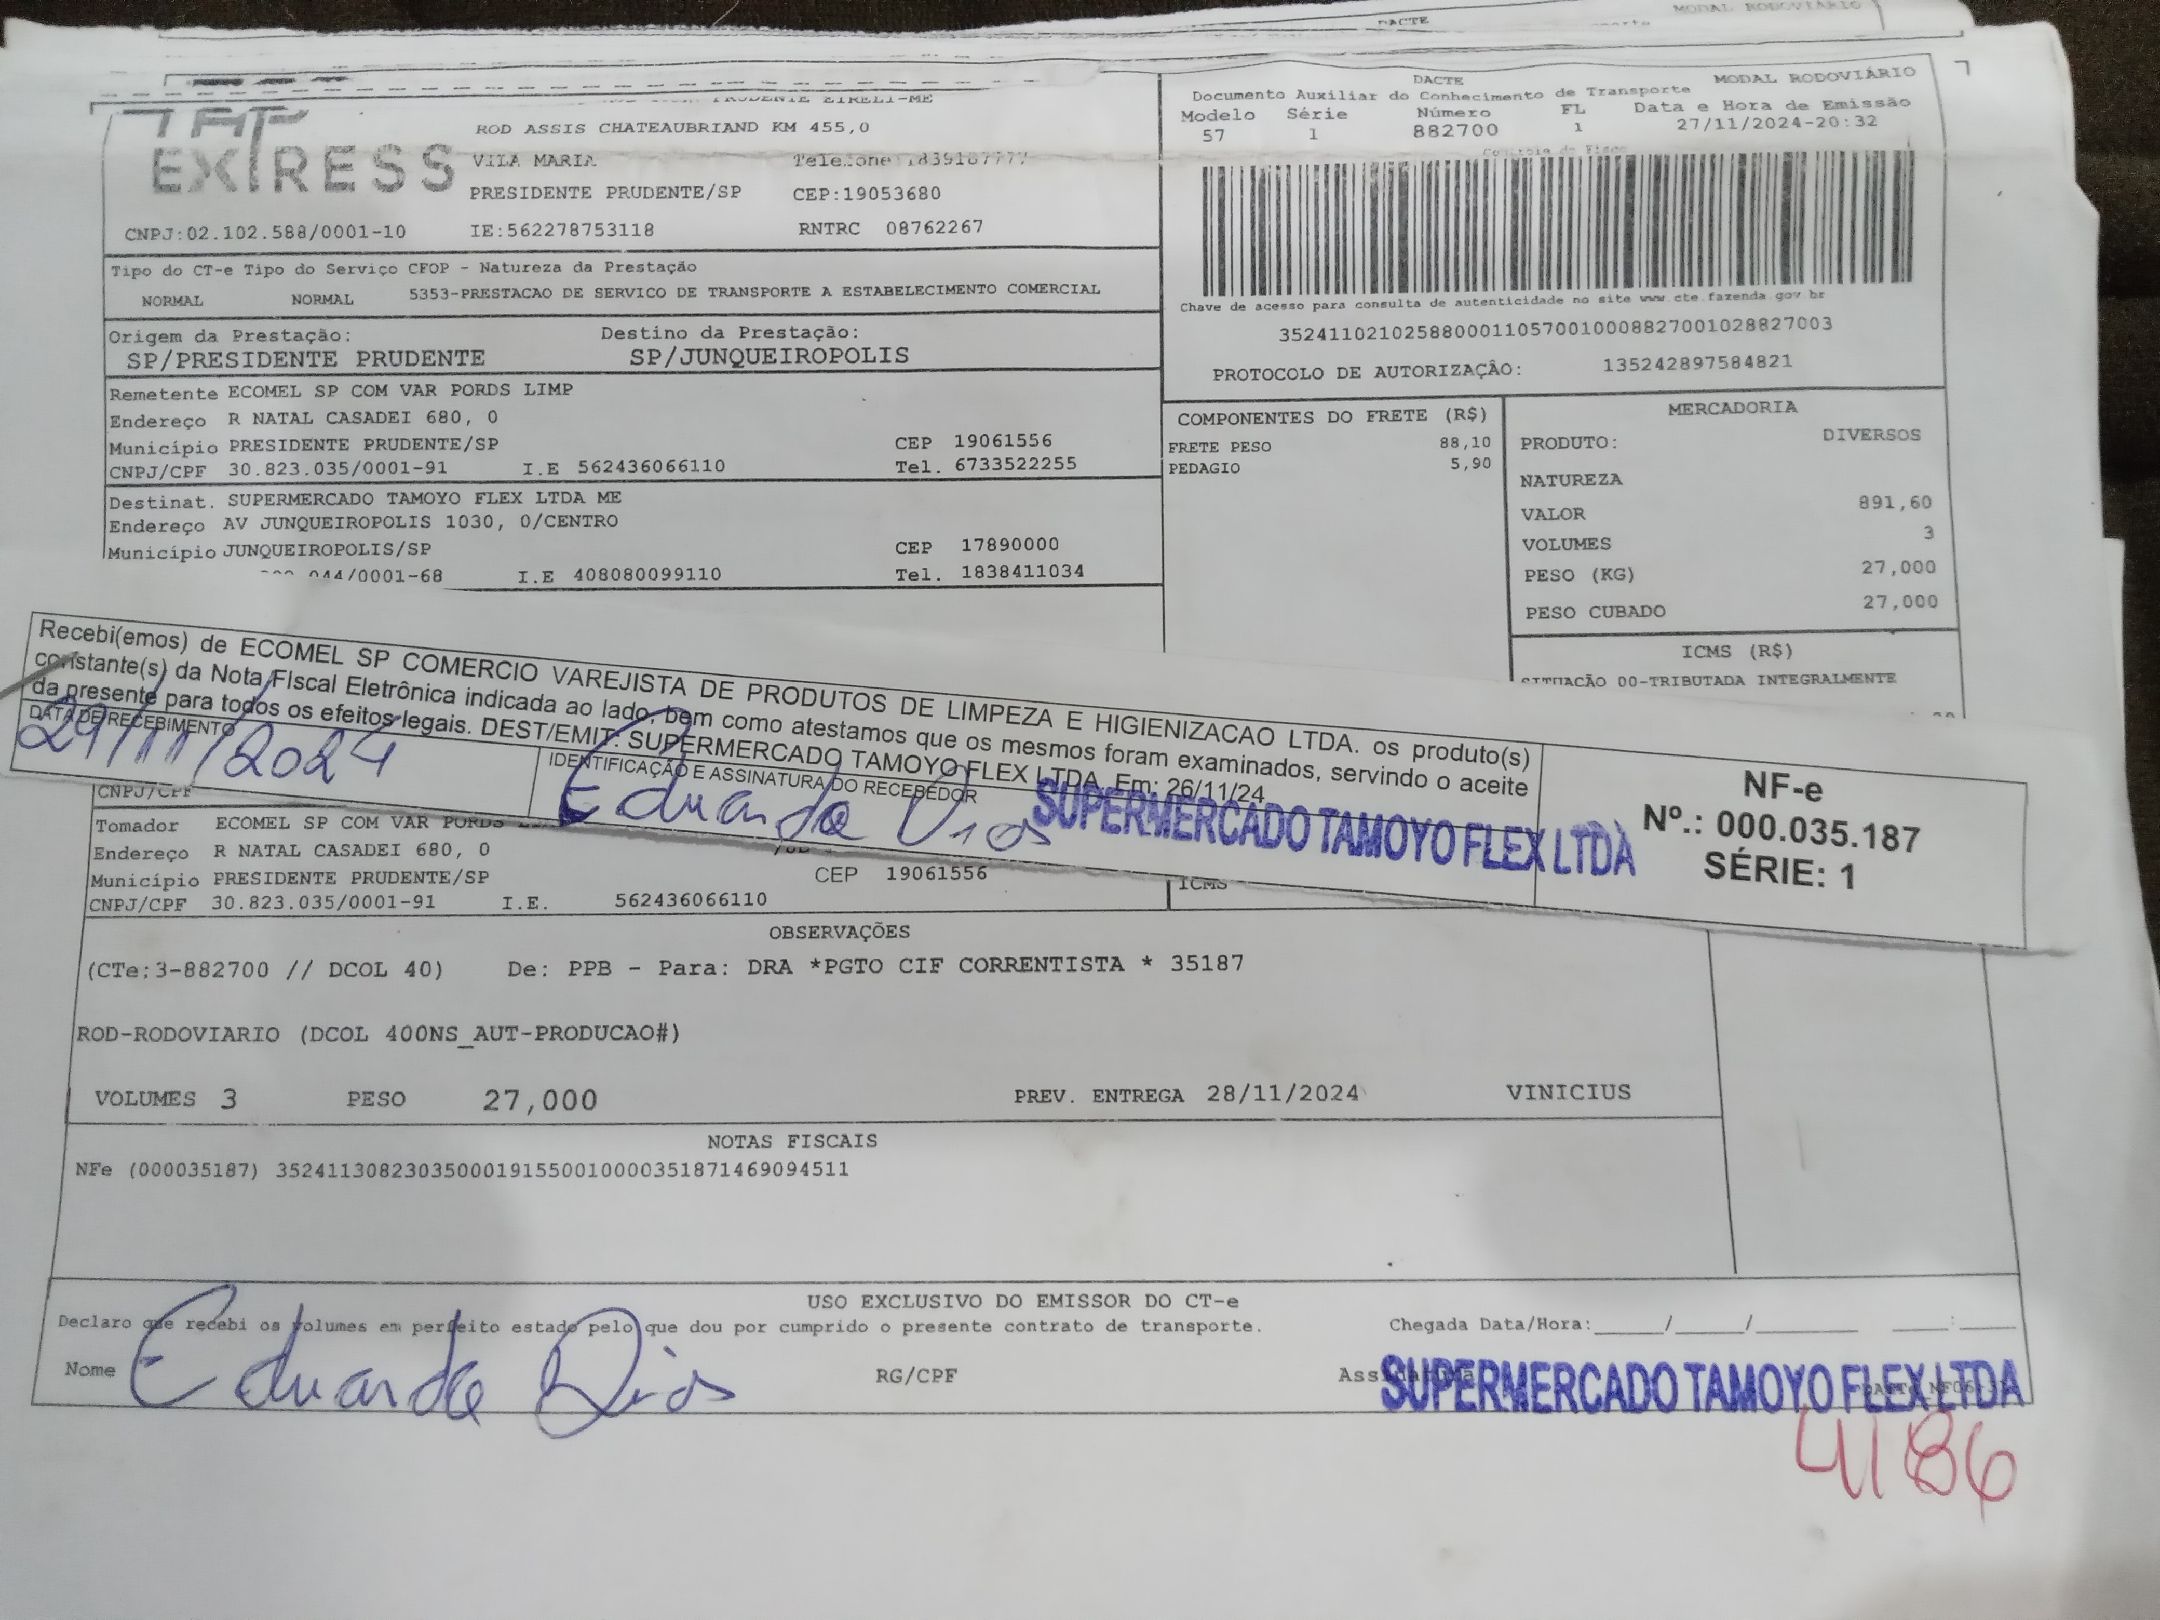 DACTE
MODAL RODOVIÁRIO
DACTE
MODAL RODOVIÁRIO
Documento Auxiliar do Conhecimento de Transporte
Modelo Série Número FL Data e Hora de Emissão
57 1 882700 1 27/11/2024-20:32
PRUDENTE EIRELI-ME
EXPRESS
ROD ASSIS CHATEAUBRIAND KM 455,0
VILA MARIA
PRESIDENTE PRUDENTE/SP CEP:19053680
CNPJ:02.102.588/0001-10 IE:562278753118 RNTRC 08762267
Tipo do CT-e Tipo do Serviço CFOP - Natureza da Prestação
NORMAL NORMAL 5353-PRESTACAO DE SERVICO DE TRANSPORTE A ESTABELECIMENTO COMERCIAL
Chave de acesso para consulta de autenticidade no site www.cte.fazenda.gov.br
35241102102588000110570010008827001028827003
PROTOCOLO DE AUTORIZAÇÂO: 135242897584821
Origem da Prestação: Destino da Prestação:
SP/PRESIDENTE PRUDENTE SP/JUNQUEIROPOLIS
Remetente ECOMEL SP COM VAR PORDS LIMP
Endereço R NATAL CASADEI 680, 0
Município PRESIDENTE PRUDENTE/SP CEP 19061556
CNPJ/CPF 30.823.035/0001-91 I.E 562436066110 Tel. 6733522255
Destinat. SUPERMERCADO TAMOYO FLEX LTDA ME
Endereço AV JUNQUEIROPOLIS 1030, 0/CENTRO
Município JUNQUEIROPOLIS/SP CEP 17890000
044/0001-68 I.E 408080099110 Tel. 1838411034
COMPONENTES DO FRETE (R$)
FRETE PESO 88,10
PEDAGIO 5,90
MERCADORIA
PRODUTO: DIVERSOS
NATUREZA
VALOR 891,60
VOLUMES 3
PESO (KG) 27,000
PESO CUBADO 27,000
ICMS (R$)
SITUAÇÃO 00-TRIBUTADA INTEGRALMENTE
Recebi(emos) de ECOMEL SP COMERCIO VAREJISTA DE PRODUTOS DE LIMPEZA E HIGIENIZACAO LTDA. os produto(s)
constante(s) da Nota Fiscal Eletrônica indicada ao lado, bem como atestamos que os mesmos foram examinados, servindo o aceite
da presente para todos os efeitos legais. DEST/EMIT: SUPERMERCADO TAMOYO FLEX LTDA. Em: 26/11/24
DATA DE RECEBIMENTO IDENTIFICAÇÃO E ASSINATURA DO RECEBEDOR
29/11/2024 Eduarda Dias SUPERMERCADO TAMOYO FLEX LTDA
NF-e
Nº.: 000.035.187
SÉRIE: 1
CNPJ/CPF
Tomador ECOMEL SP COM VAR PORDS
Endereço R NATAL CASADEI 680, 0
Município PRESIDENTE PRUDENTE/SP CEP 19061556
CNPJ/CPF 30.823.035/0001-91 I.E. 562436066110
ICMS
OBSERVAÇÕES
(CTe:3-882700 // DCOL 40) De: PPB - Para: DRA *PGTO CIF CORRENTISTA * 35187
ROD-RODOVIARIO (DCOL 400NS_AUT-PRODUCAO#)
VOLUMES 3 PESO 27,000 PREV. ENTREGA 28/11/2024 VINICIUS
NOTAS FISCAIS
NFe (000035187) 35241130823035000191550010000351871469094511
USO EXCLUSIVO DO EMISSOR DO CT-e
Declaro que recebi os volumes em perfeito estado pelo que dou por cumprido o presente contrato de transporte. Chegada Data/Hora:_____/_____/________ ____:____
Nome Eduarda Dias RG/CPF Assinatura SUPERMERCADO TAMOYO FLEX LTDA
4186